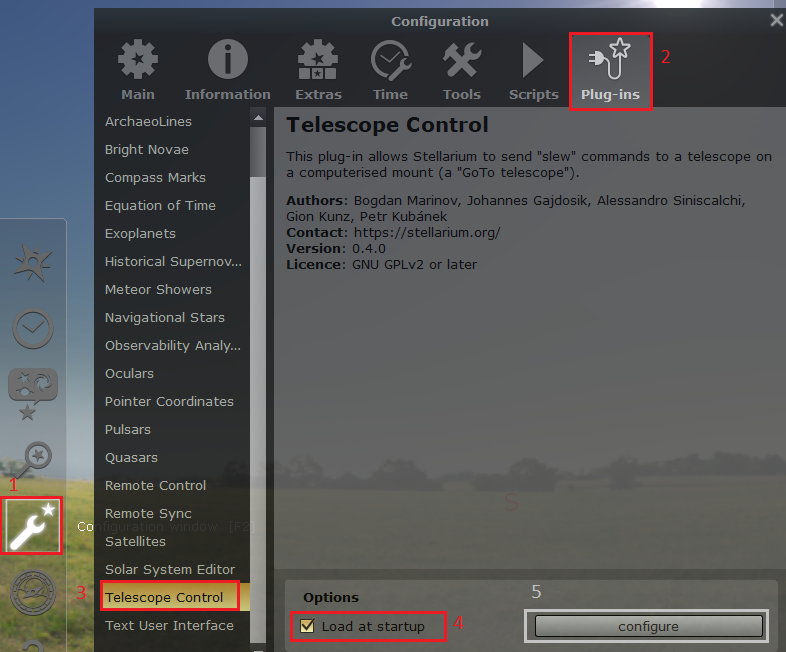 Configuration
2
Main
Information
Extras
Time
Tools
Scripts
Plug-ins
ArchaeoLines
Bright Novae
Compass Marks
Equation of Time
Exoplanets
Historical Supernov...
Meteor Showers
Navigational Stars
Observability Analy...
Oculars
Pointer Coordinates
Pulsars
Quasars
Remote Control
Remote Sync
Satellites
Solar System Editor
Telescope Control
Text User Interface
Telescope Control
This plug-in allows Stellarium to send "slew" commands to a telescope on
a computerised mount (a "GoTo telescope").
Authors: Bogdan Marinov, Johannes Gajdosik, Alessandro Siniscalchi,
Gion Kunz, Petr Kubánek
Contact: https://stellarium.org/
Version: 0.4.0
Licence: GNU GPLv2 or later
S
1
Configuration window [F2]
3
Options
Load at startup
4
5
configure